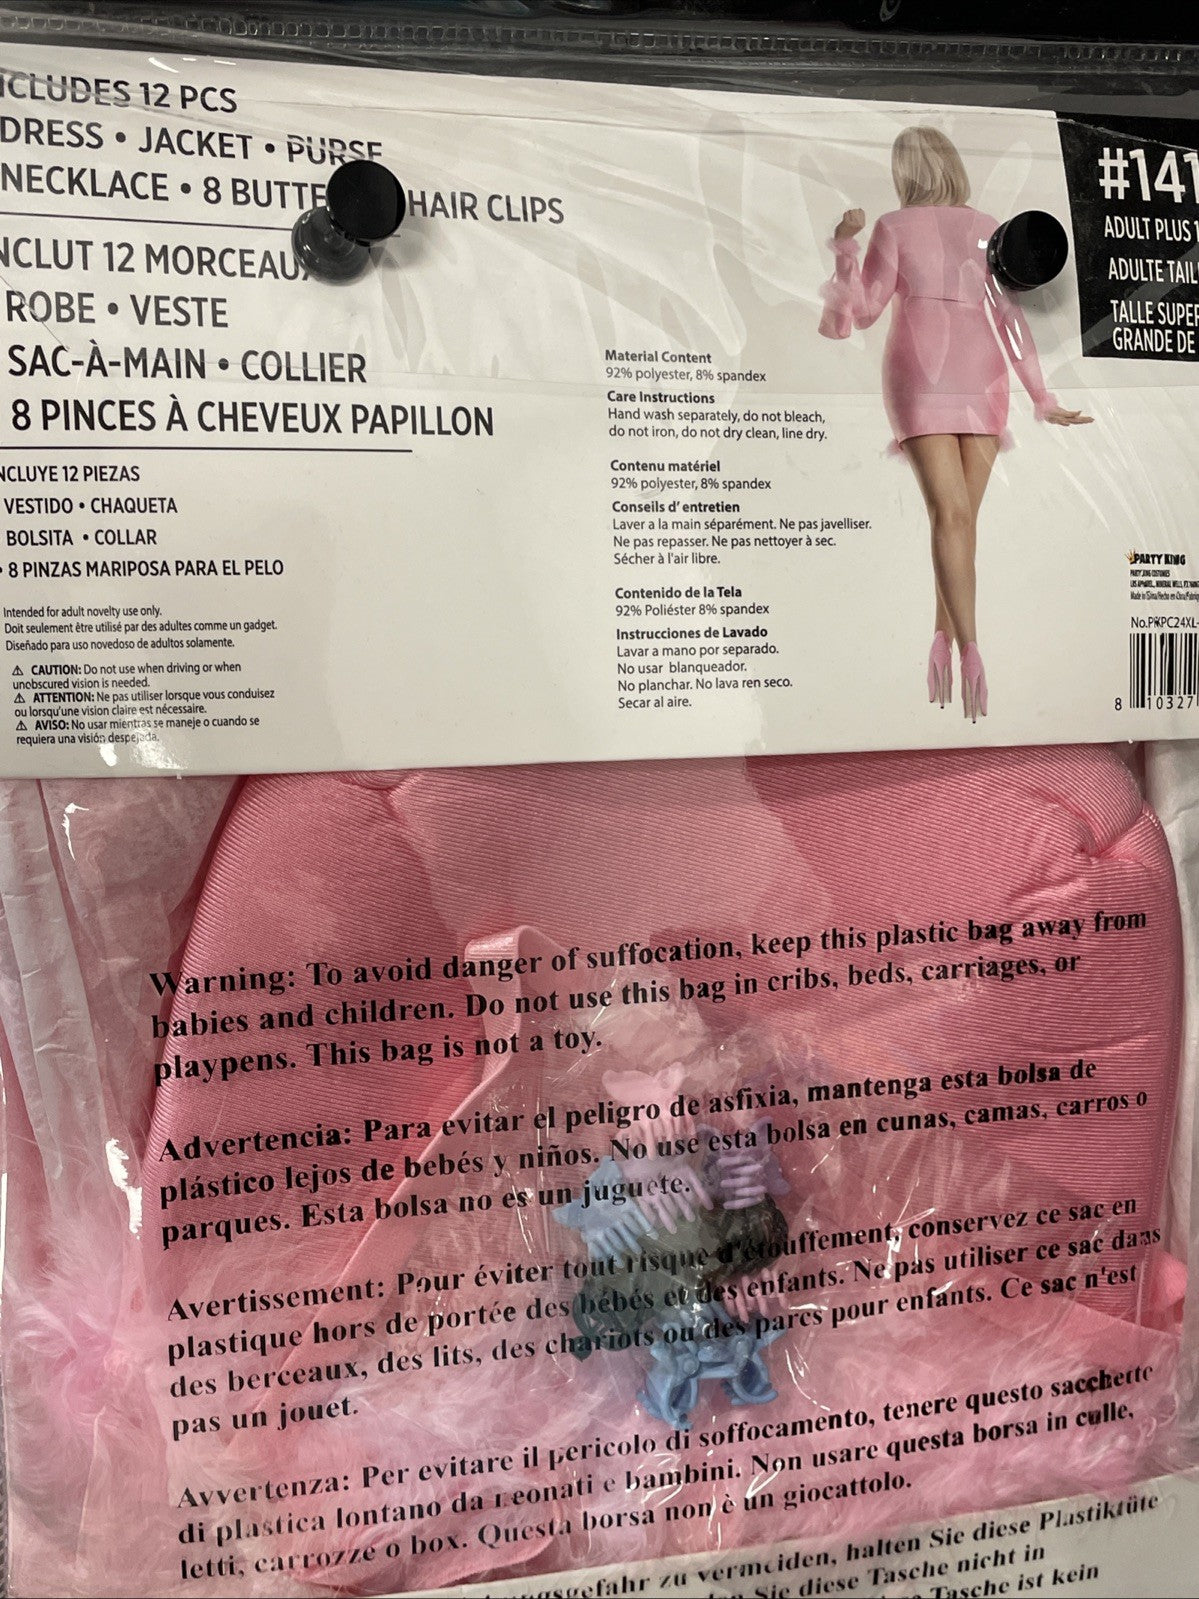 INCLUDES 12 PCS
DRESS • JACKET • PURSE
NECKLACE • 8 BUTTE HAIR CLIPS
INCLUT 12 MORCEAUX
ROBE • VESTE
SAC-À-MAIN • COLLIER
8 PINCES À CHEVEUX PAPILLON
INCLUYE 12 PIEZAS
VESTIDO • CHAQUETA
BOLSITA • COLLAR
• 8 PINZAS MARIPOSA PARA EL PELO
Intended for adult novelty use only.
Doit seulement être utilisé par des adultes comme un gadget.
Diseñado para uso novedoso de adultos solamente.
⚠ CAUTION: Do not use when driving or when
unobscured vision is needed.
⚠ ATTENTION: Ne pas utiliser lorsque vous conduisez
ou lorsqu'une vision claire est nécessaire.
⚠ AVISO: No usar mientras se maneje o cuando se
requiera una visión despejada.
Material Content
92% polyester, 8% spandex
Care Instructions
Hand wash separately, do not bleach,
do not iron, do not dry clean, line dry.
Contenu matériel
92% polyester, 8% spandex
Conseils d'entretien
Laver a la main séparément. Ne pas javelliser.
Ne pas repasser. Ne pas nettoyer à sec.
Sécher à l'air libre.
Contenido de la Tela
92% Poliéster 8% spandex
Instrucciones de Lavado
Lavar a mano por separado.
No usar blanqueador.
No planchar. No lava ren seco.
Secar al aire.
#141
ADULT PLUS 1
ADULTE TAIL
TALLE SUPER
GRANDE DE
PARTY KING
PARTY KING COSTUMES
No.PKPC24XL-
8 10327
Warning: To avoid danger of suffocation, keep this plastic bag away from
babies and children. Do not use this bag in cribs, beds, carriages, or
playpens. This bag is not a toy.
Advertencia: Para evitar el peligro de asfixia, mantenga esta bolsa de
plástico lejos de bebés y niños. No use esta bolsa en cunas, camas, carros o
parques. Esta bolsa no es un juguete.
Avertissement: Pour éviter tout risque d'étouffement, conservez ce sac en
plastique hors de portée des bébés et des enfants. Ne pas utiliser ce sac dans
des berceaux, des lits, des chariots ou des parcs pour enfants. Ce sac n'est
pas un jouet.
Avvertenza: Per evitare il pericolo di soffocamento, tenere questo sacchette
di plastica lontano da neonati e bambini. Non usare questa borsa in culle,
letti, carrozze o box. Questa borsa non è un giocattolo.
ngsgefahr zu vermeiden, halten Sie diese Plastiktüte
Sie diese Tasche nicht in
Tasche ist kein